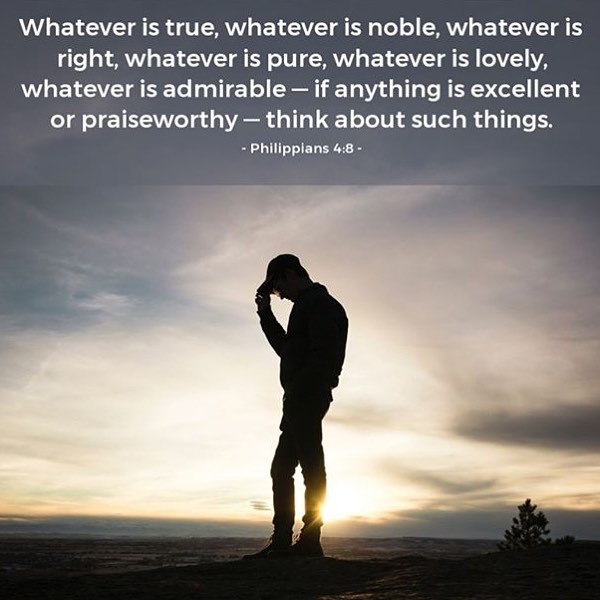 Whatever is true, whatever is noble, whatever is
right, whatever is pure, whatever is lovely,
whatever is admirable — if anything is excellent
or praiseworthy — think about such things.
- Philippians 4:8 -